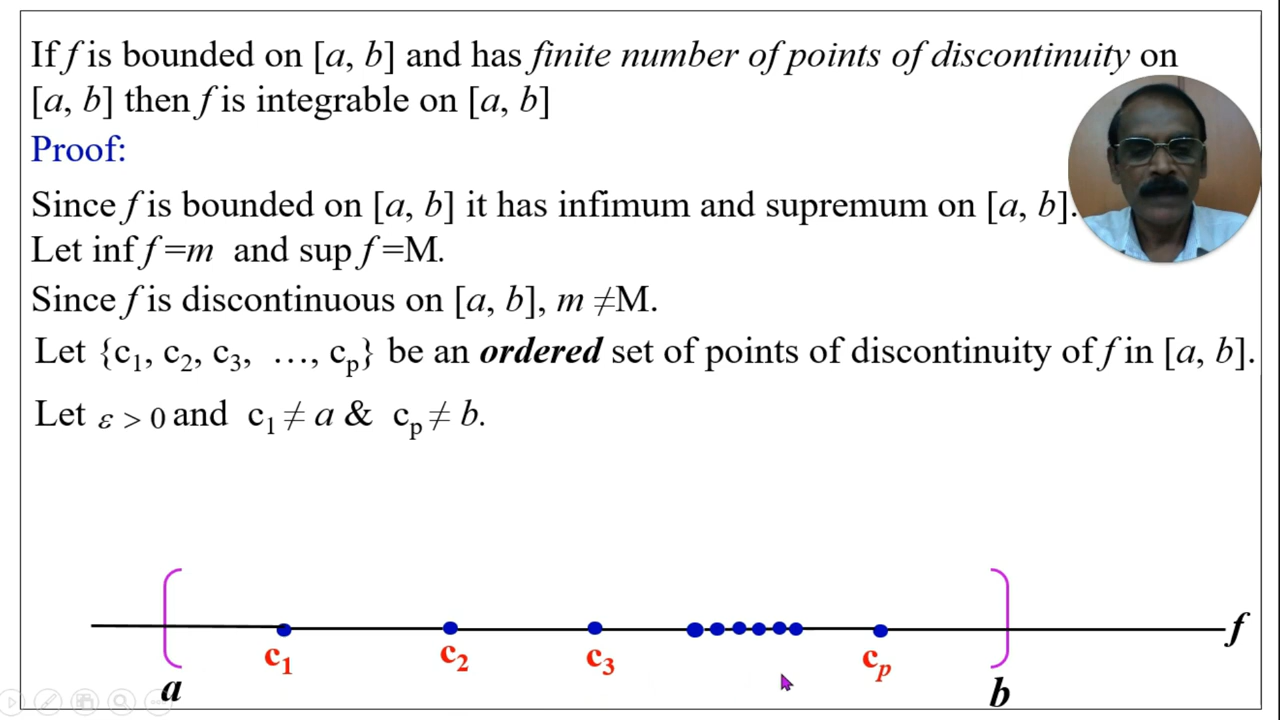 If f is bounded on [a, b] and has finite number of points of discontinuity on
[a, b] then f is integrable on [a, b]
Proof:
Since f is bounded on [a, b] it has infimum and supremum on [a, b].
Let inf f =m and sup f =M.
Since f is discontinuous on [a, b], m ≠M.
Let {c₁, c₂, c₃, …, cₚ} be an ordered set of points of discontinuity of f in [a, b].
Let ε > 0 and c₁ ≠ a & cₚ ≠ b.
f
c₁ c₂ c₃ cₚ
a b